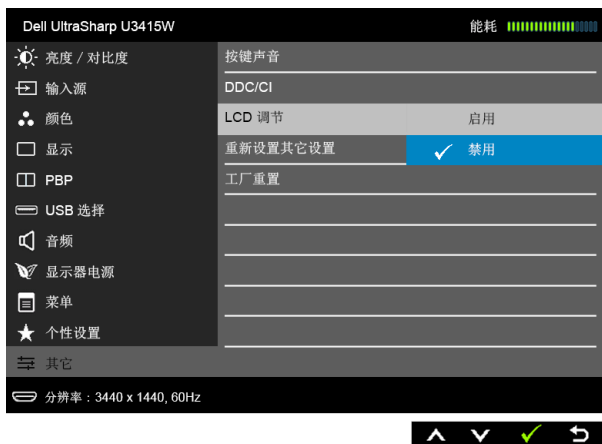 Dell UltraSharp U3415W
能耗
亮度 / 对比度
输入源
颜色
显示
PBP
USB 选择
音频
显示器电源
菜单
个性设置
其它
按键声音
DDC/CI
LCD 调节
启用
重新设置其它设置
禁用
工厂重置
分辨率：3440 x 1440, 60Hz